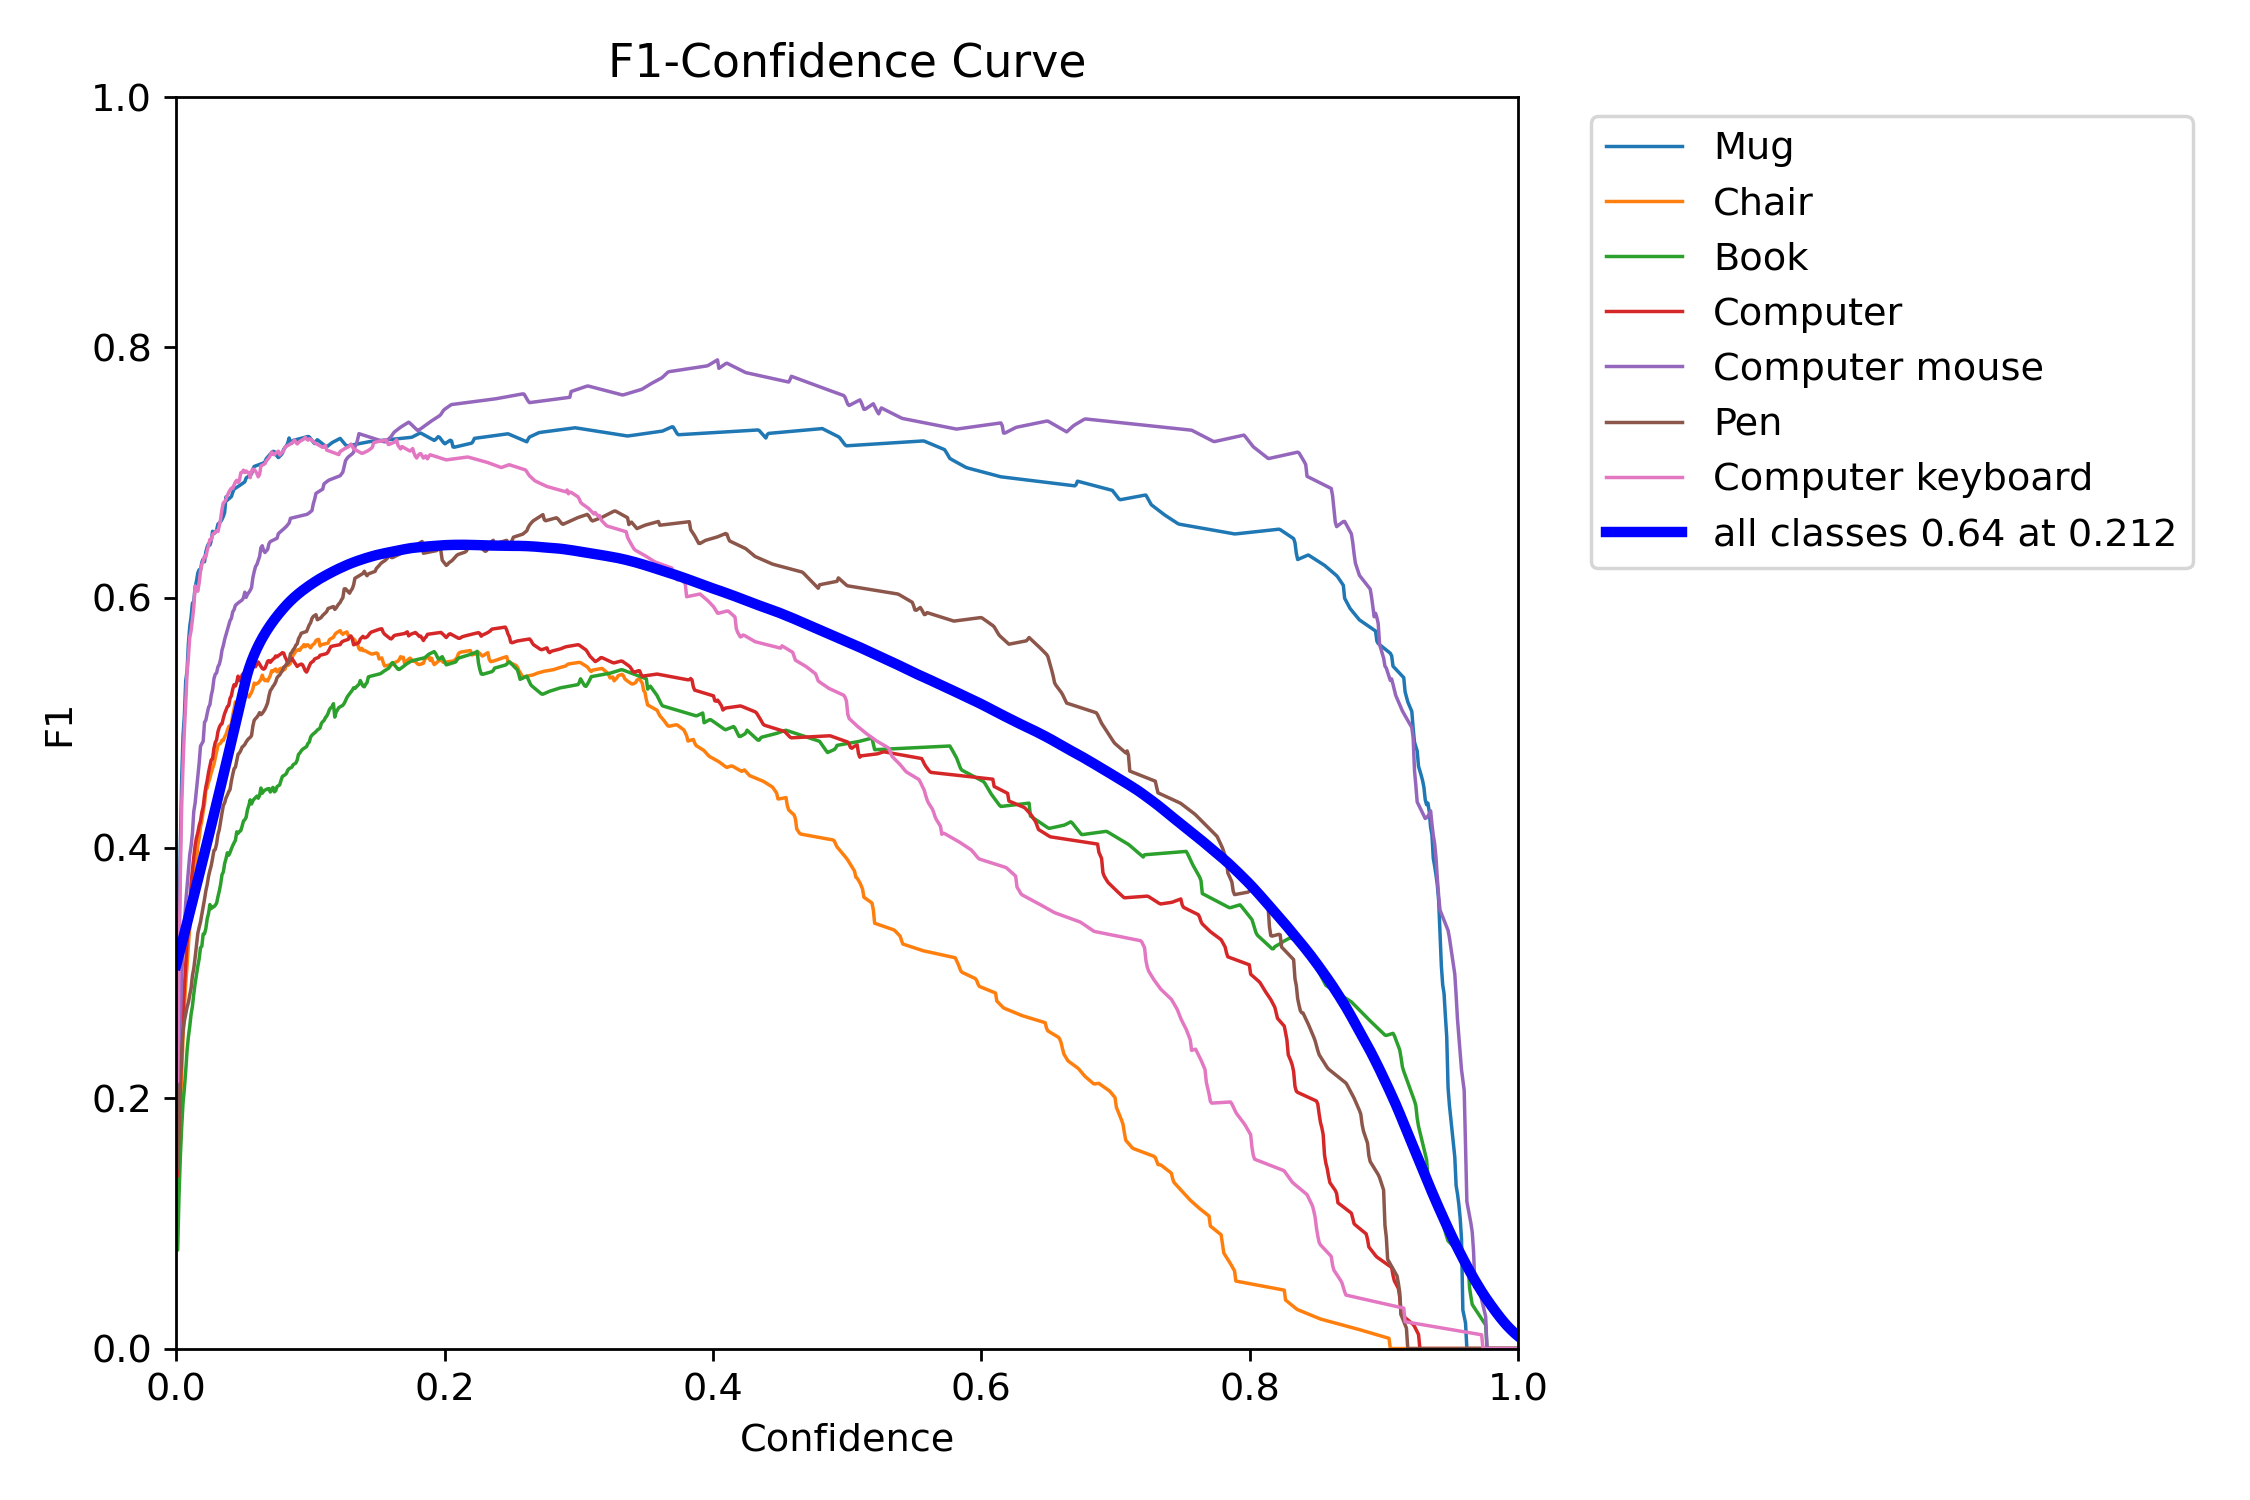 F1-Confidence Curve
1.0
0.8
0.6
0.4
0.2
0.0
F1
0.0 0.2 0.4 0.6 0.8 1.0
Confidence
Mug
Chair
Book
Computer
Computer mouse
Pen
Computer keyboard
all classes 0.64 at 0.212